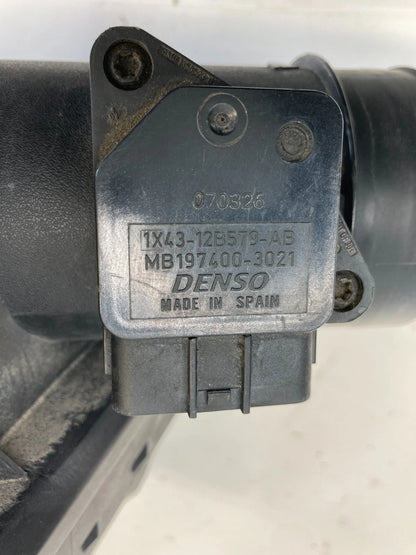 070326
1X43-12B579-AB
MB197400-3021
DENSO
MADE IN SPAIN